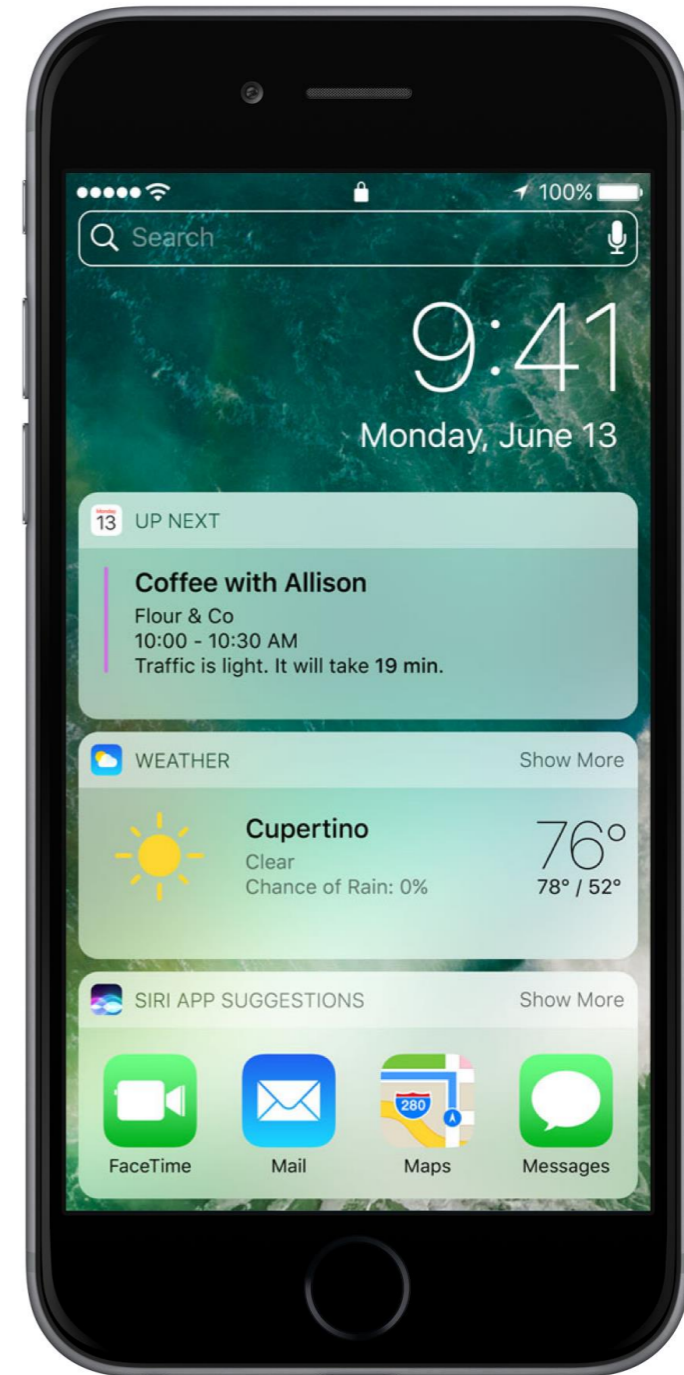 100%
Search
9:41
Monday, June 13
Monday
13
UP NEXT
Coffee with Allison
Flour & Co
10:00 - 10:30 AM
Traffic is light. It will take 19 min.
WEATHER
Show More
Cupertino
Clear
Chance of Rain: 0%
76°
78° / 52°
SIRI APP SUGGESTIONS
Show More
280
FaceTime
Mail
Maps
Messages